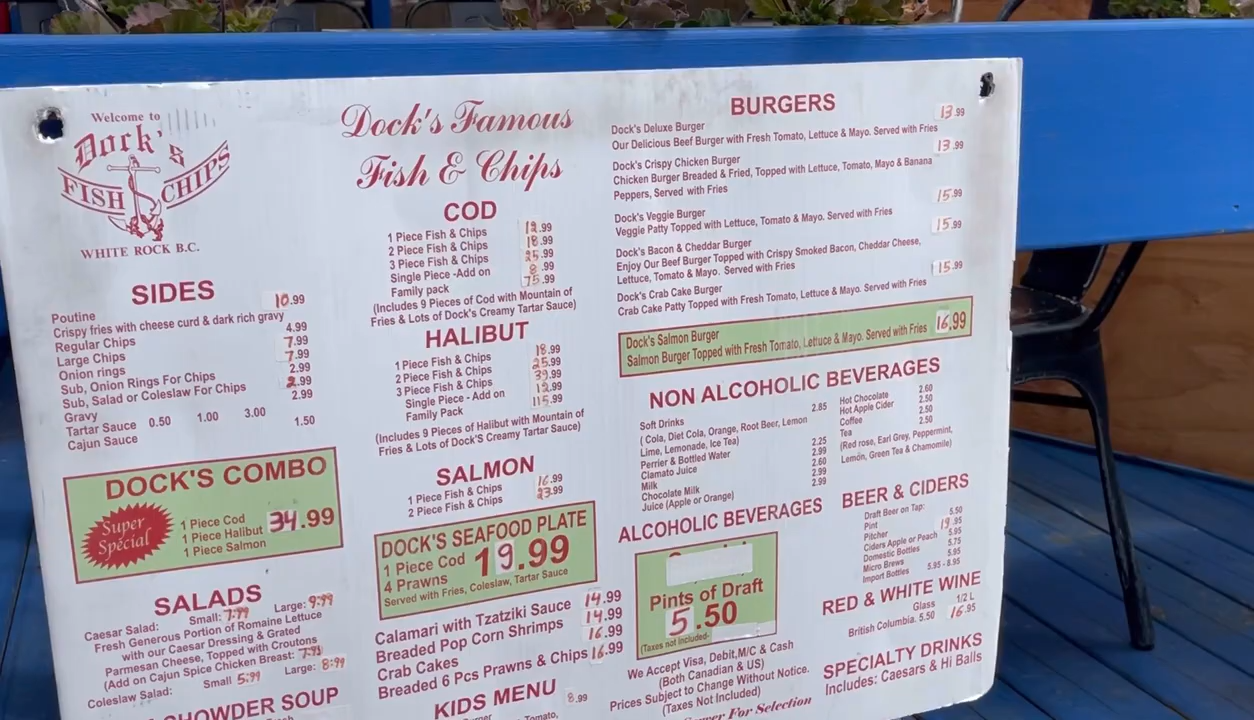 Welcome to
Dock's
FISH CHIPS
WHITE ROCK B.C.
SIDES
Poutine 10.99
Crispy fries with cheese curd & dark rich gravy
Regular Chips 4.99
Large Chips 7.99
Onion rings 7.99
Sub, Onion Rings For Chips 2.99
Sub, Salad or Coleslaw For Chips 2.99
Gravy 2.99
Tartar Sauce 0.50 1.00 3.00
Cajun Sauce 1.50
DOCK'S COMBO
Super
Special
1 Piece Cod
1 Piece Halibut 34.99
1 Piece Salmon
SALADS
Caesar Salad: Small: 7.99 Large: 9.99
Fresh Generous Portion of Romaine Lettuce
with our Caesar Dressing & Grated
Parmesan Cheese, Topped with Croutons
(Add on Cajun Spice Chicken Breast: 7.99
Coleslaw Salad: Small 5.99 Large: 8.99
CHOWDER SOUP
Dock's Famous
Fish & Chips
COD
1 Piece Fish & Chips .99
2 Piece Fish & Chips 18.99
3 Piece Fish & Chips 25.99
Single Piece -Add on 8.99
Family pack 75.99
(Includes 9 Pieces of Cod with Mountain of
Fries & Lots of Dock's Creamy Tartar Sauce)
HALIBUT
1 Piece Fish & Chips 18.99
2 Piece Fish & Chips 25.99
3 Piece Fish & Chips 39.99
Single Piece - Add on .99
Family Pack 115.99
(Includes 9 Pieces of Halibut with Mountain of
Fries & Lots of Dock'S Creamy Tartar Sauce)
SALMON
1 Piece Fish & Chips 16.99
2 Piece Fish & Chips 23.99
DOCK'S SEAFOOD PLATE
1 Piece Cod 19.99
4 Prawns
Served with Fries, Coleslaw, Tartar Sauce
Calamari with Tzatziki Sauce 14.99
Breaded Pop Corn Shrimps 14.99
Crab Cakes 16.99
Breaded 6 Pcs Prawns & Chips 16.99
KIDS MENU 8.99
BURGERS
Dock's Deluxe Burger 13.99
Our Delicious Beef Burger with Fresh Tomato, Lettuce & Mayo. Served with Fries
Dock's Crispy Chicken Burger 13.99
Chicken Burger Breaded & Fried, Topped with Lettuce, Tomato, Mayo & Banana
Peppers, Served with Fries
Dock's Veggie Burger 15.99
Veggie Patty Topped with Lettuce, Tomato & Mayo. Served with Fries
Dock's Bacon & Cheddar Burger 15.99
Enjoy Our Beef Burger Topped with Crispy Smoked Bacon, Cheddar Cheese,
Lettuce, Tomato & Mayo. Served with Fries
Dock's Crab Cake Burger 15.99
Crab Cake Patty Topped with Fresh Tomato, Lettuce & Mayo. Served with Fries
Dock's Salmon Burger 16.99
Salmon Burger Topped with Fresh Tomato, Lettuce & Mayo. Served with Fries
NON ALCOHOLIC BEVERAGES
Soft Drinks 2.85
( Cola, Diet Cola, Orange, Root Beer, Lemon
Lime, Lemonade, Ice Tea)
Perrier & Bottled Water 2.25
Clamato Juice 2.99
Milk 2.60
Chocolate Milk 2.99
Juice (Apple or Orange) 2.99
Hot Chocolate 2.60
Hot Apple Cider 2.50
Coffee 2.50
Tea 2.50
(Red rose, Earl Grey, Peppermint,
Lemon, Green Tea & Chamomile)
ALCOHOLIC BEVERAGES
Pints of Draft
5.50
(Taxes not included-
We Accept Visa, Debit,M/C & Cash
(Both Canadian & US)
Prices Subject to Change Without Notice.
(Taxes Not Included)
For Selection
BEER & CIDERS
Draft Beer on Tap:
Pint 5.50
Pitcher 19.95
Ciders Apple or Peach 5.95
Domestic Bottles 5.75
Micro Brews 5.95
Import Bottles 5.95 - 8.95
RED & WHITE WINE
Glass 1/2 L
British Columbia. 5.50 16.95
SPECIALTY DRINKS
Includes: Caesars & Hi Balls